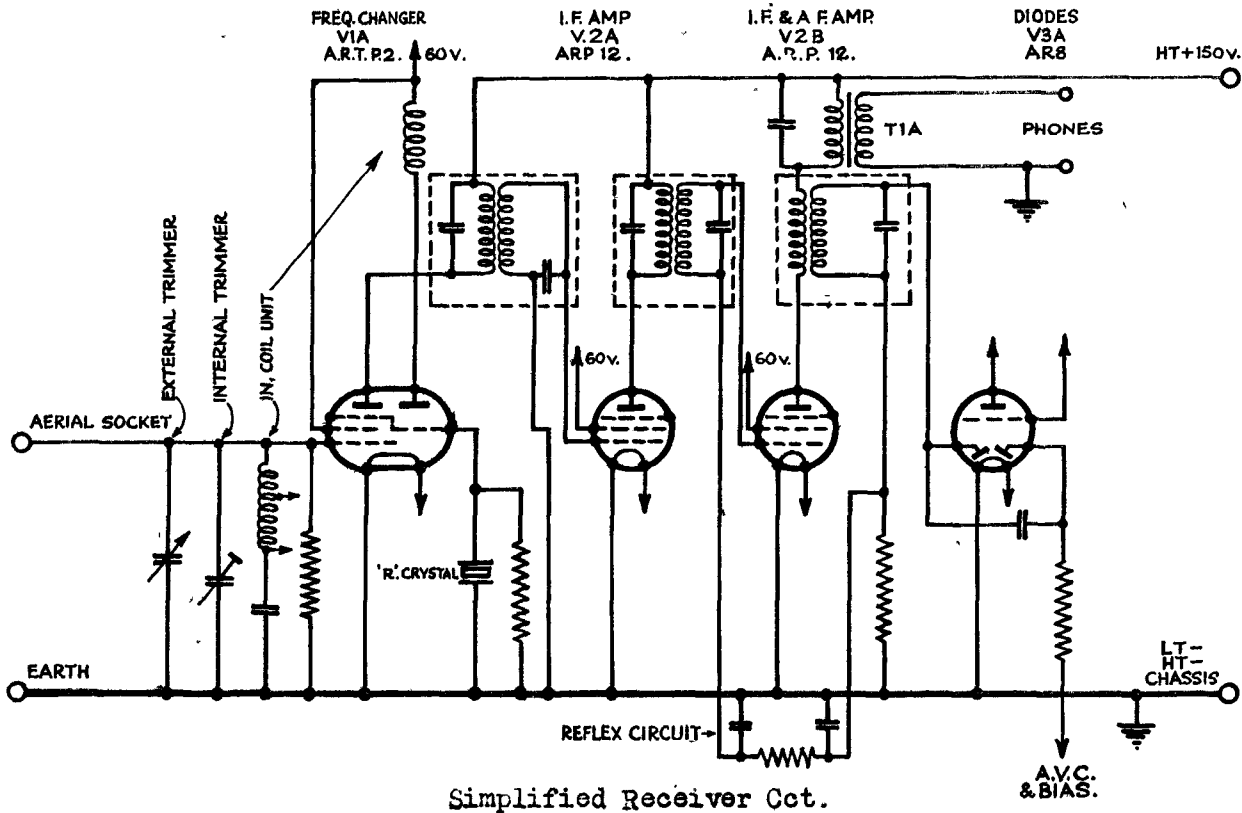 FREQ. CHANGER
V1A
A.R.T.P.2.
60v.
I.F. AMP
V.2A
ARP 12.
I.F. & A.F. AMP.
V2B
A.R.P. 12.
DIODES
V3A
AR8
HT+150v.
T1A
PHONES
EXTERNAL TRIMMER
INTERNAL TRIMMER
IN, COIL UNIT
60v.
60v.
AERIAL SOCKET
'R'. CRYSTAL
EARTH
LT-
HT-
CHASSIS
REFLEX CIRCUIT
A.V.C.
& BIAS.
Simplified Receiver Cct.